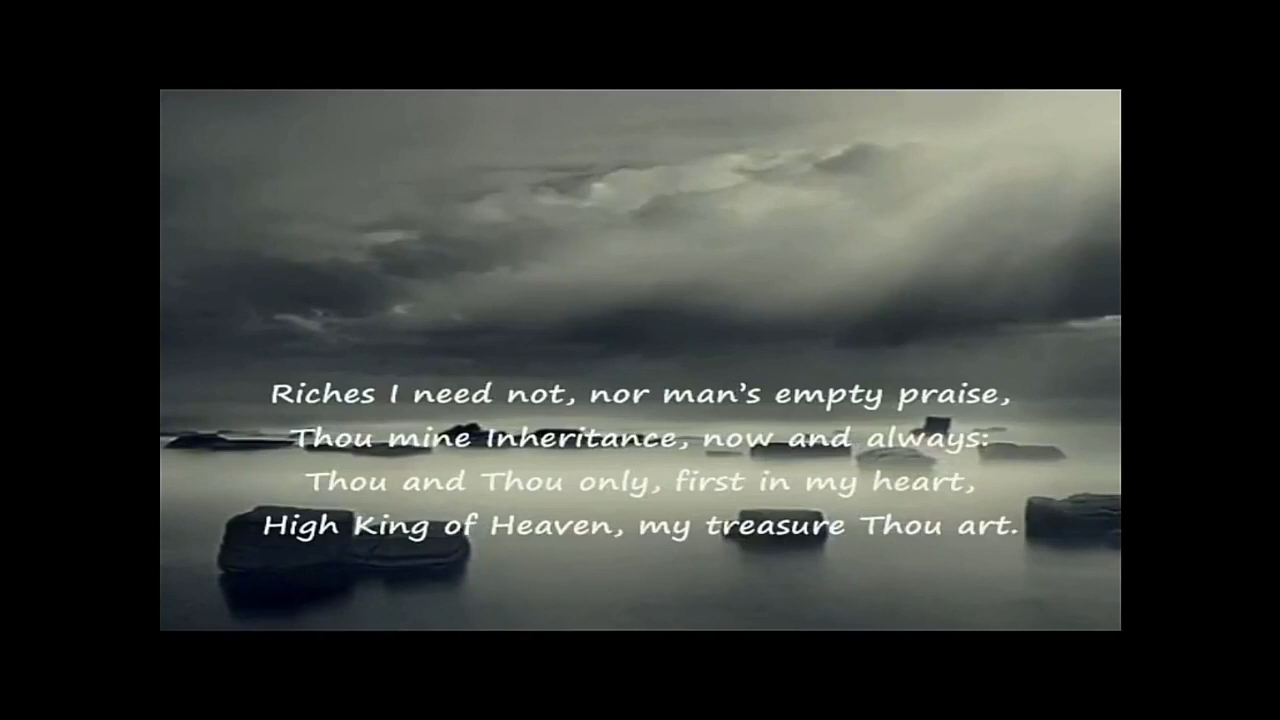 Riches I need not, nor man's empty praise,
Thou mine Inheritance, now and always:
Thou and Thou only, first in my heart,
High King of Heaven, my treasure Thou art.